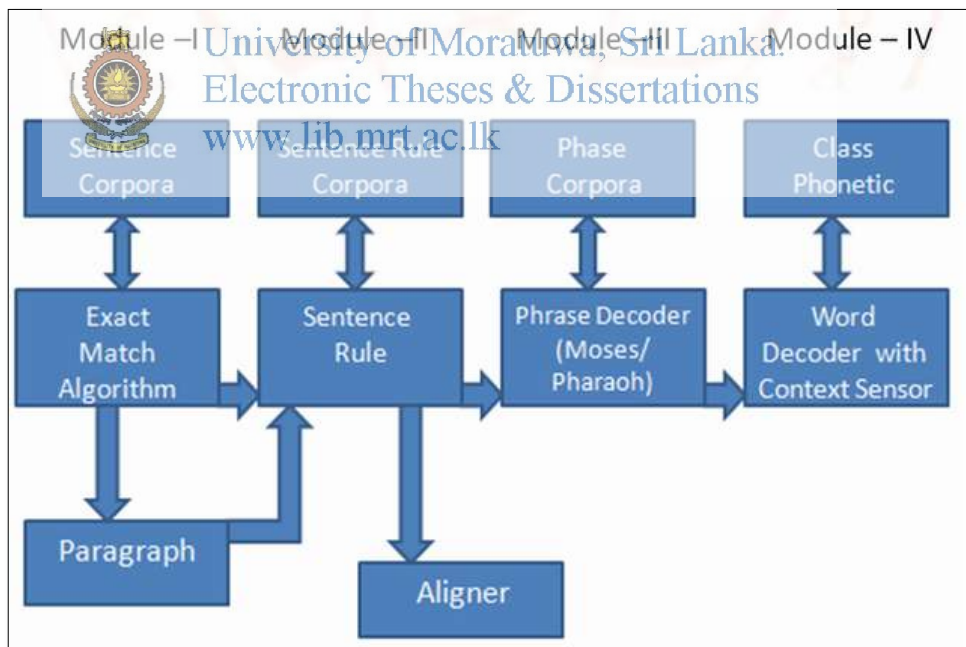 Module –I
Module –II
Module –III
Module – IV
University of Moratuwa, Sri Lanka.
Electronic Theses & Dissertations
www.lib.mrt.ac.lk
Sentence
Corpora
Sentence Rule
Corpora
Phase
Corpora
Class
Phonetic
Exact
Match
Algorithm
Sentence
Rule
Phrase Decoder
(Moses/
Pharaoh)
Word
Decoder with
Context Sensor
Paragraph
Aligner